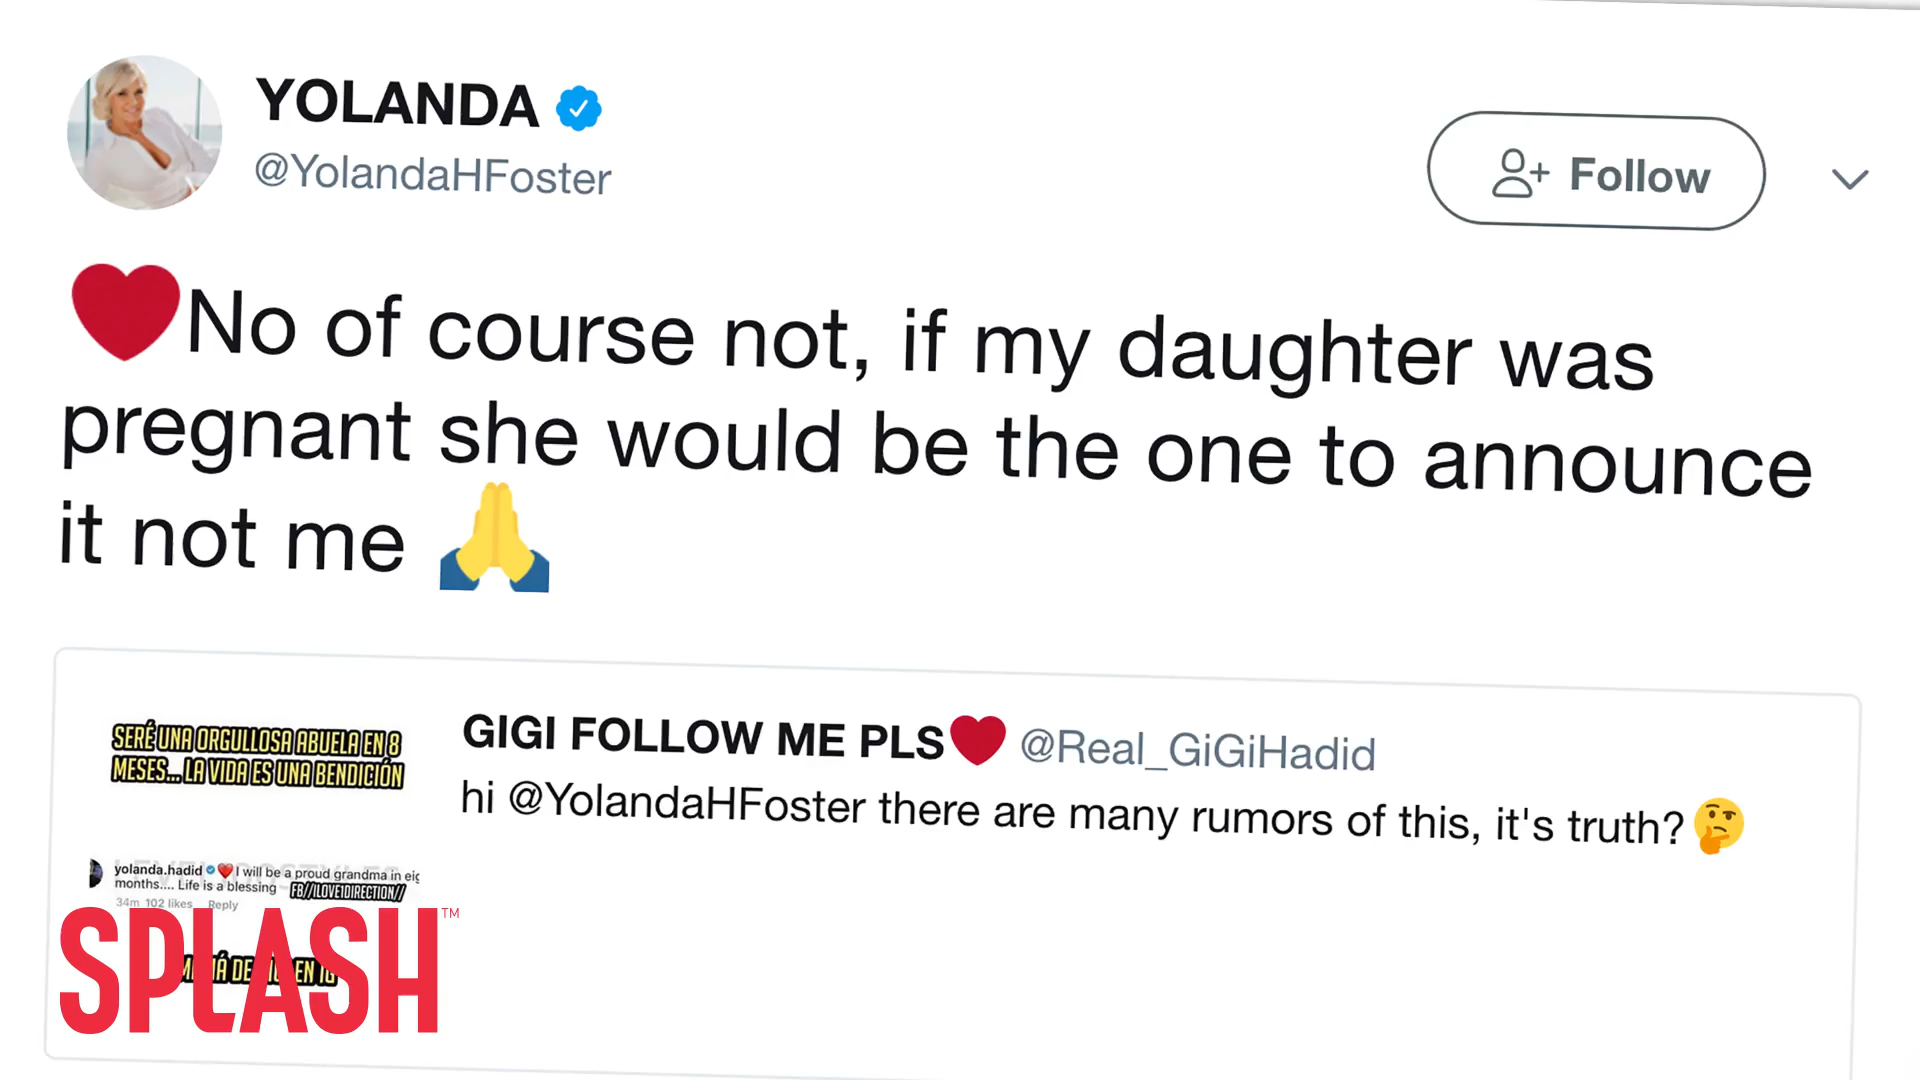 YOLANDA
@YolandaHFoster
Follow
❤️No of course not, if my daughter was
pregnant she would be the one to announce
it not me 🙏
GIGI FOLLOW ME PLS❤️ @Real_GiGiHadid
hi @YolandaHFoster there are many rumors of this, it's truth?🤔
SERÉ UNA ORGULLOSA ABUELA EN 8
MESES... LA VIDA ES UNA BENDICIÓN
yolanda.hadid ❤️I will be a proud grandma in eig
months.... Life is a blessing
FB//ILOVE1DIRECTION//
34m 102 likes Reply
EN IG
SPLASH™